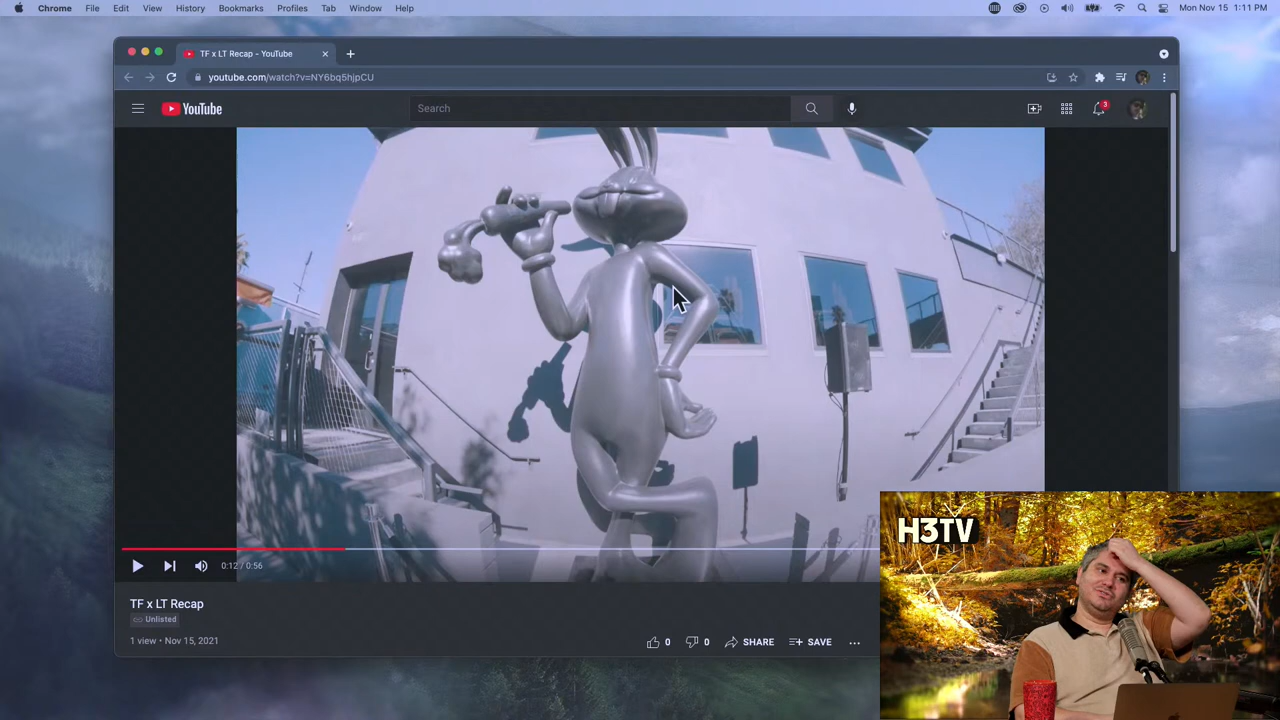 Chrome File Edit View History Bookmarks Profiles Tab Window Help Mon Nov 15 1:11 PM
TF x LT Recap - YouTube
youtube.com/watch?v=NY6bq5hjpCU
YouTube Search 3
0:12 / 0:56
H3TV
TF x LT Recap
Unlisted
1 view • Nov 15, 2021 0 0 SHARE SAVE